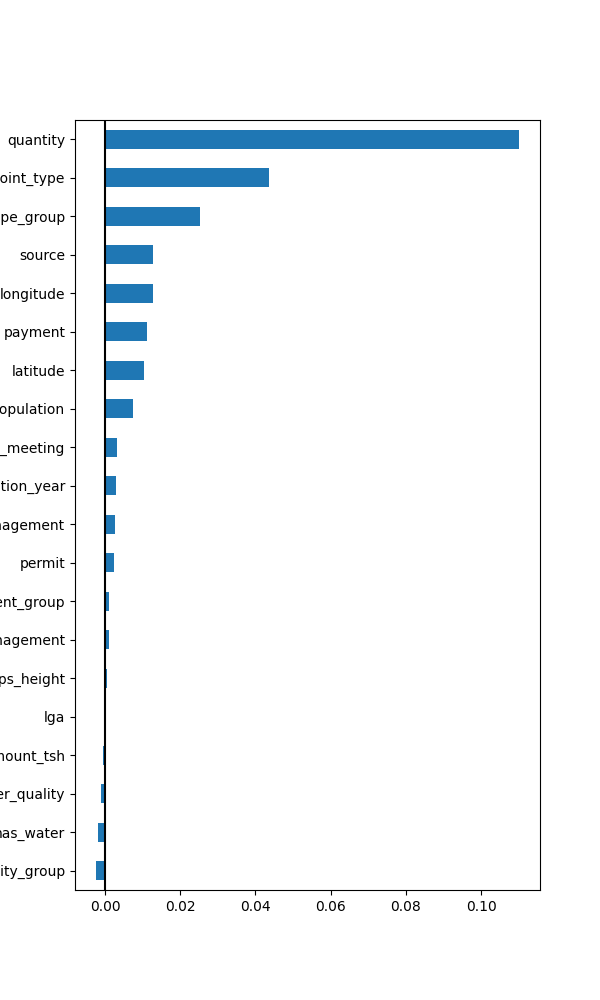 quantity
oint_type
pe_group
source
longitude
payment
latitude
opulation
_meeting
tion_year
nagement
permit
ent_group
nagement
ps_height
lga
nount_tsh
er_quality
has_water
ity_group
0.00 0.02 0.04 0.06 0.08 0.10